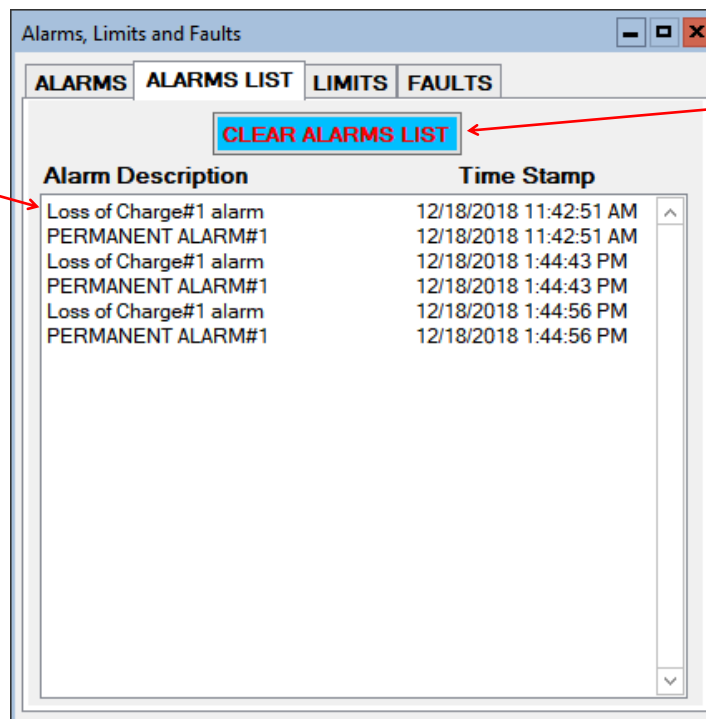 Alarms, Limits and Faults
ALARMS ALARMS LIST LIMITS FAULTS
CLEAR ALARMS LIST
Alarm Description Time Stamp
Loss of Charge#1 alarm 12/18/2018 11:42:51 AM
PERMANENT ALARM#1 12/18/2018 11:42:51 AM
Loss of Charge#1 alarm 12/18/2018 1:44:43 PM
PERMANENT ALARM#1 12/18/2018 1:44:43 PM
Loss of Charge#1 alarm 12/18/2018 1:44:56 PM
PERMANENT ALARM#1 12/18/2018 1:44:56 PM